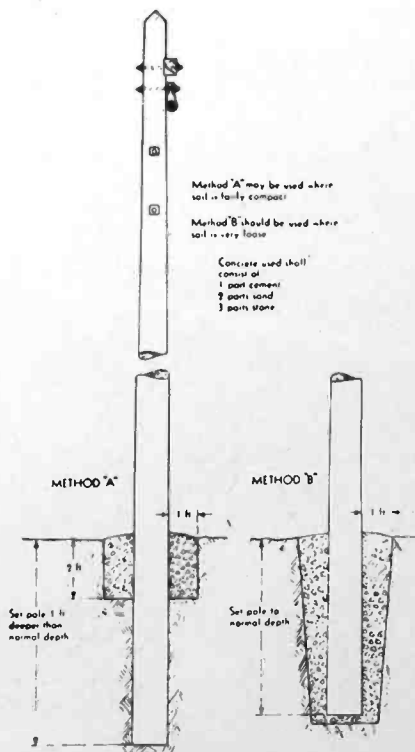 Method "A" may be used where
soil is fairly compact
Method "B" should be used where
soil is very loose
Concrete used shall
consist of
1 part cement
2 parts sand
3 parts stone
METHOD "A"
1 ft
2 ft
Set pole 1 ft
deeper than
normal depth
METHOD "B"
1 ft
Set pole to
normal depth